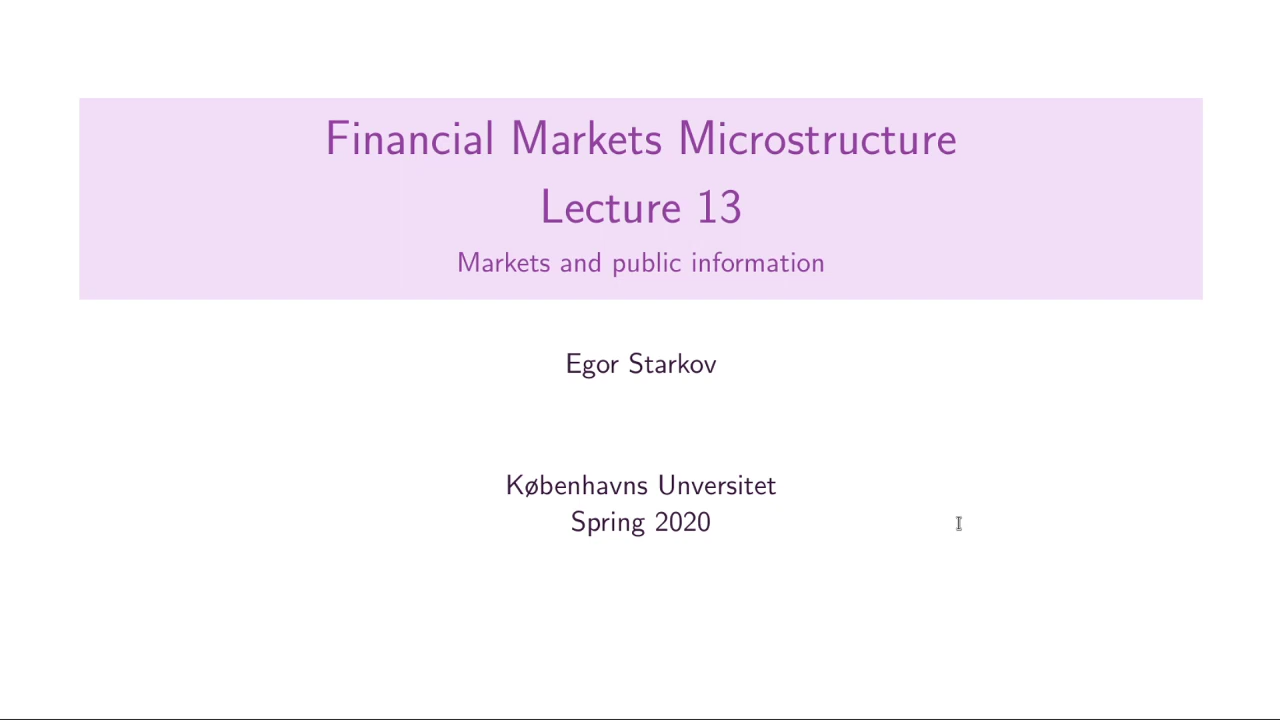 Financial Markets Microstructure
Lecture 13
Markets and public information
Egor Starkov
Københavns Unversitet
Spring 2020